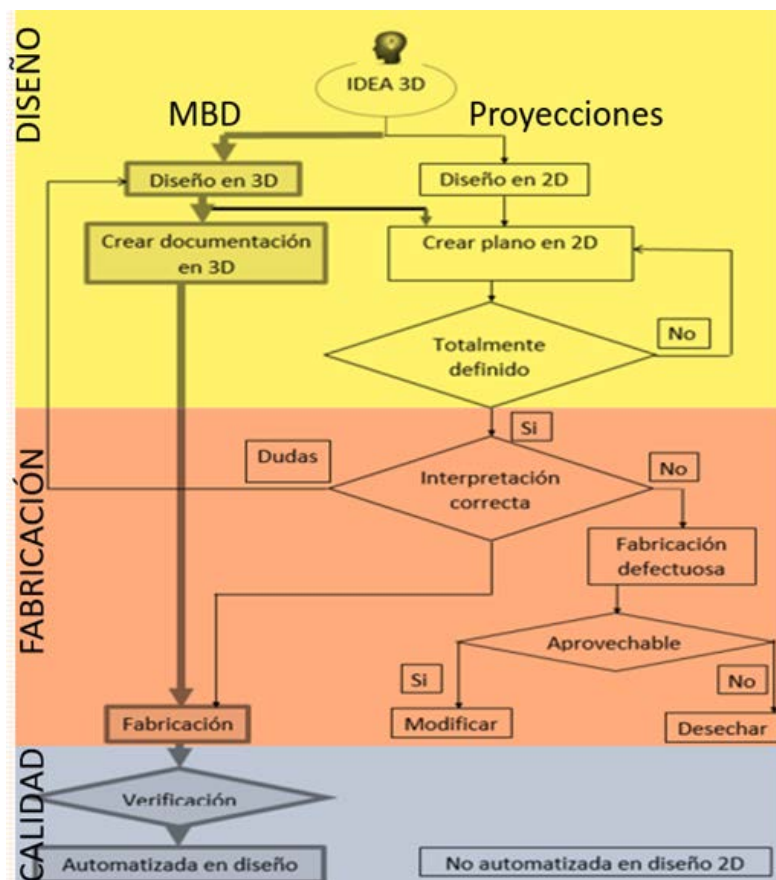 DISEÑO
IDEA 3D
MBD
Proyecciones
Diseño en 3D
Diseño en 2D
Crear documentación
en 3D
Crear plano en 2D
Totalmente
definido
No
Si
FABRICACIÓN
Dudas
Interpretación
correcta
No
Fabricación
defectuosa
Aprovechable
Si
No
Fabricación
Modificar
Desechar
CALIDAD
Verificación
Automatizada en diseño
No automatizada en diseño 2D